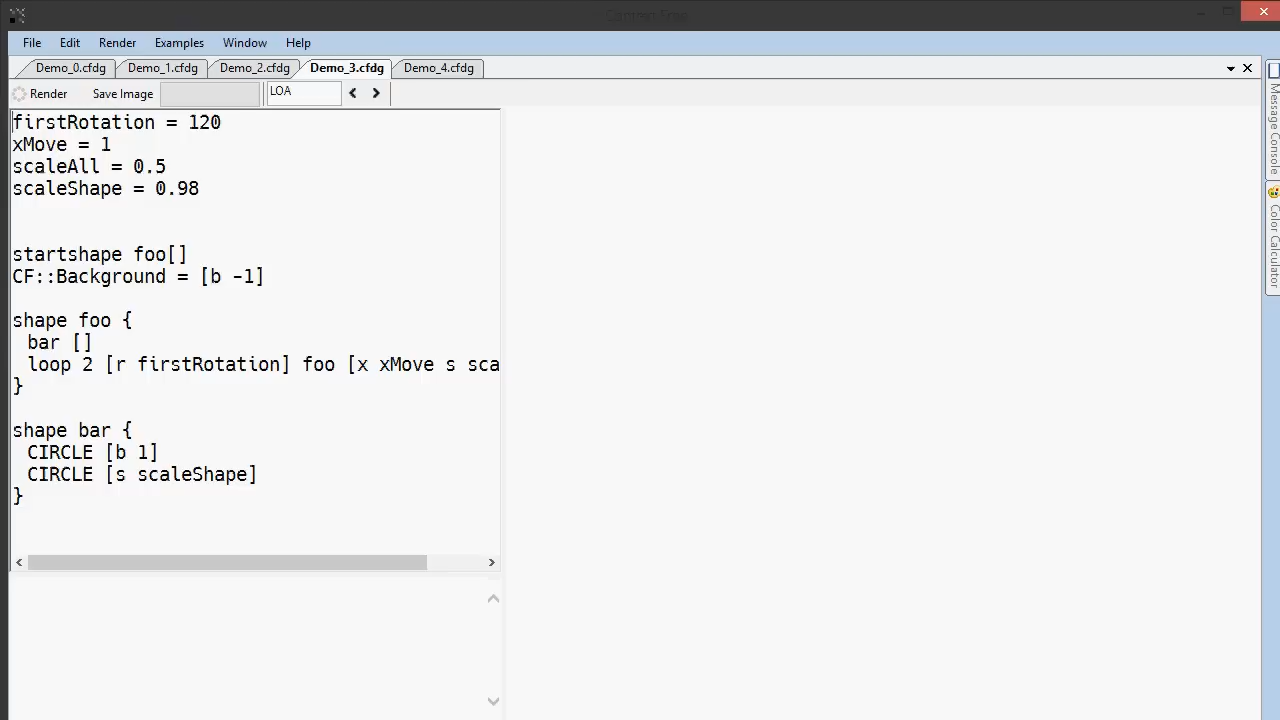 Context Free
File Edit Render Examples Window Help
Demo_0.cfdg Demo_1.cfdg Demo_2.cfdg Demo_3.cfdg Demo_4.cfdg
Render Save Image LOA
firstRotation = 120
xMove = 1
scaleAll = 0.5
scaleShape = 0.98
startshape foo[]
CF::Background = [b -1]
shape foo {
bar []
loop 2 [r firstRotation] foo [x xMove s sca
}
shape bar {
CIRCLE [b 1]
CIRCLE [s scaleShape]
}
Message Console
Color Calculator